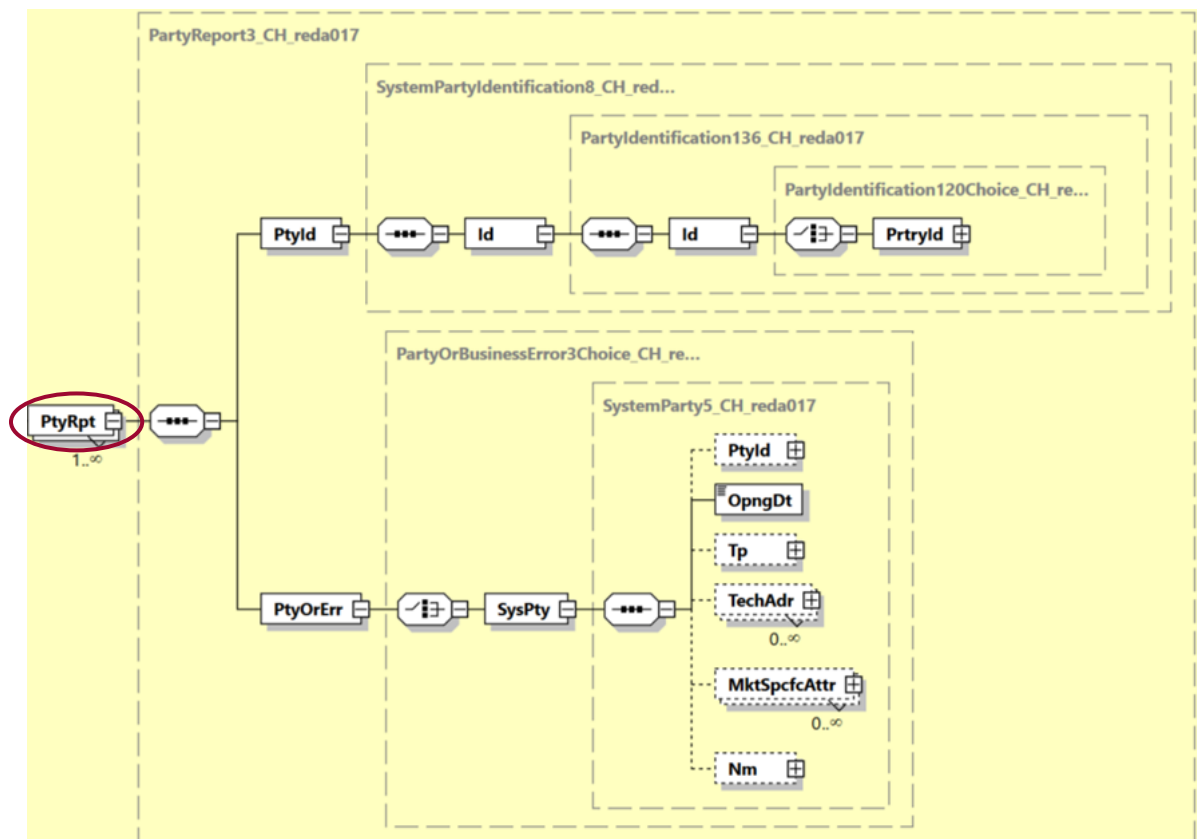 PartyReport3_CH_reda017
SystemPartyIdentification8_CH_red...
PartyIdentification136_CH_reda017
PartyIdentification120Choice_CH_re...
PtyId
Id
Id
PrtryId
PartyOrBusinessError3Choice_CH_re...
SystemParty5_CH_reda017
PtyRpt
1..∞
PtyId
OpngDt
Tp
TechAdr
0..∞
PtyOrErr
SysPty
MktSpcfcAttr
0..∞
Nm